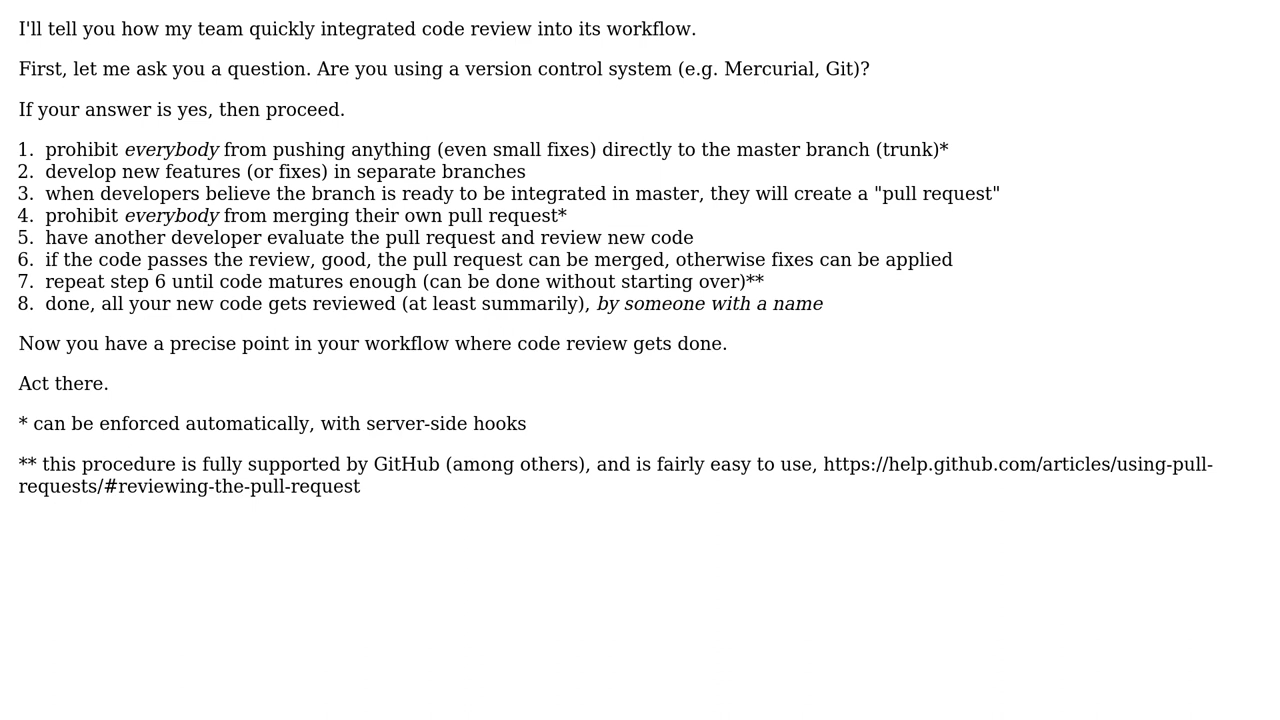 I'll tell you how my team quickly integrated code review into its workflow.
First, let me ask you a question. Are you using a version control system (e.g. Mercurial, Git)?
If your answer is yes, then proceed.
1. prohibit everybody from pushing anything (even small fixes) directly to the master branch (trunk)*
2. develop new features (or fixes) in separate branches
3. when developers believe the branch is ready to be integrated in master, they will create a "pull request"
4. prohibit everybody from merging their own pull request*
5. have another developer evaluate the pull request and review new code
6. if the code passes the review, good, the pull request can be merged, otherwise fixes can be applied
7. repeat step 6 until code matures enough (can be done without starting over)**
8. done, all your new code gets reviewed (at least summarily), by someone with a name
Now you have a precise point in your workflow where code review gets done.
Act there.
* can be enforced automatically, with server-side hooks
** this procedure is fully supported by GitHub (among others), and is fairly easy to use, https://help.github.com/articles/using-pull-
requests/#reviewing-the-pull-request